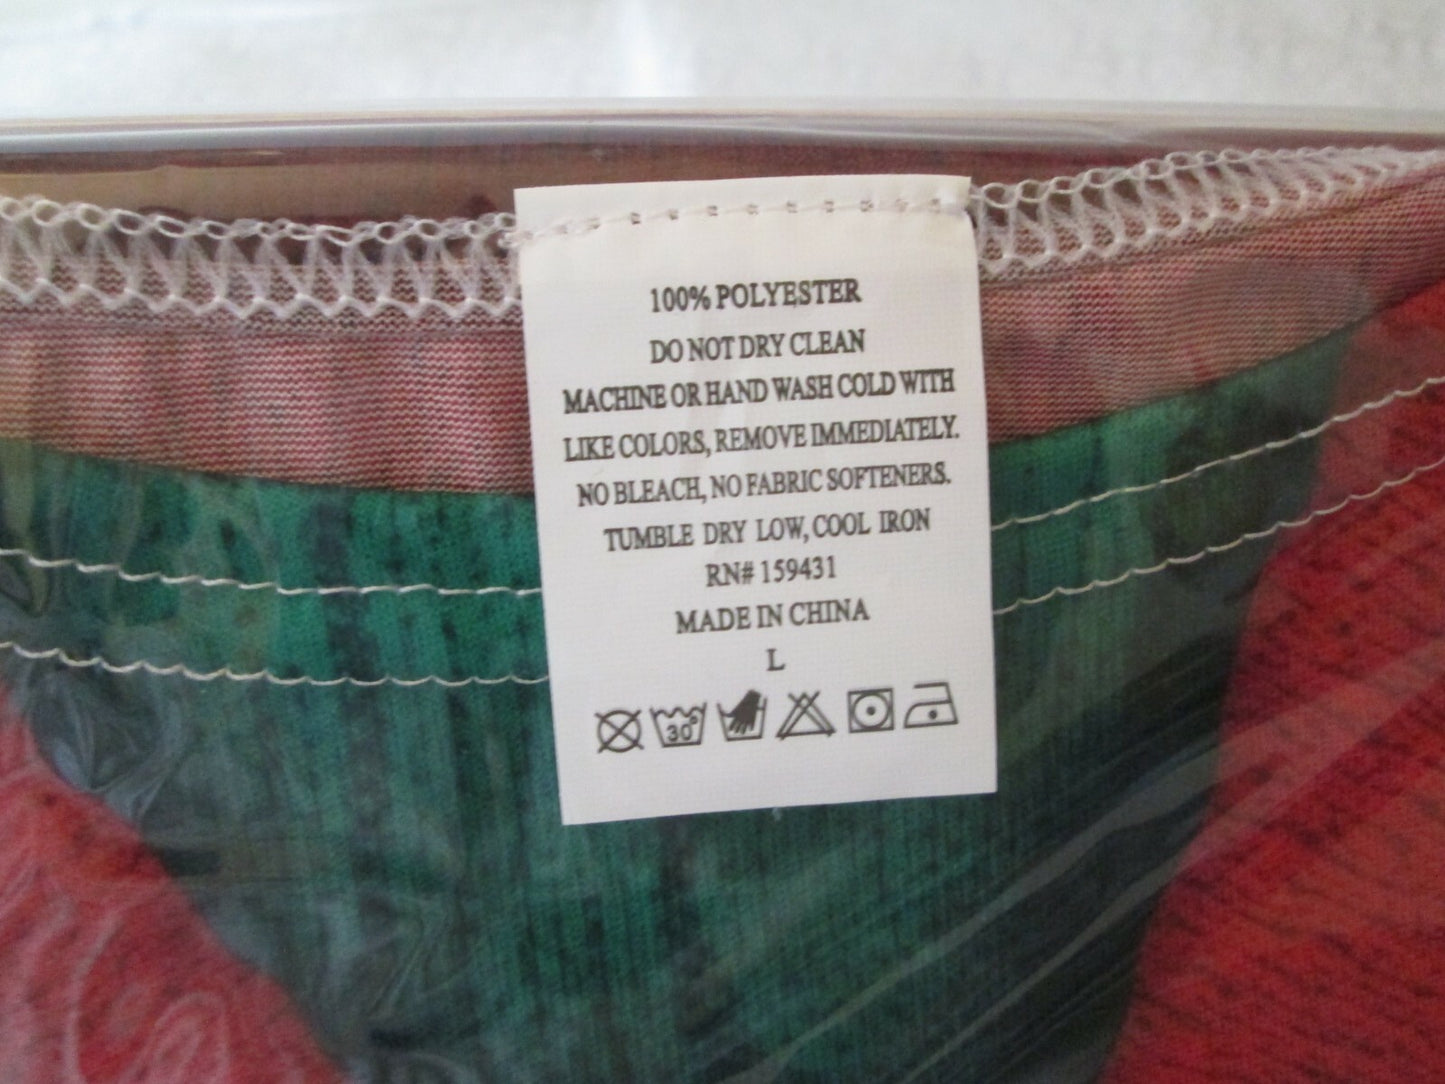 100% POLYESTER
DO NOT DRY CLEAN
MACHINE OR HAND WASH COLD WITH
LIKE COLORS, REMOVE IMMEDIATELY.
NO BLEACH, NO FABRIC SOFTENERS.
TUMBLE DRY LOW, COOL IRON
RN# 159431
MADE IN CHINA
L
30°